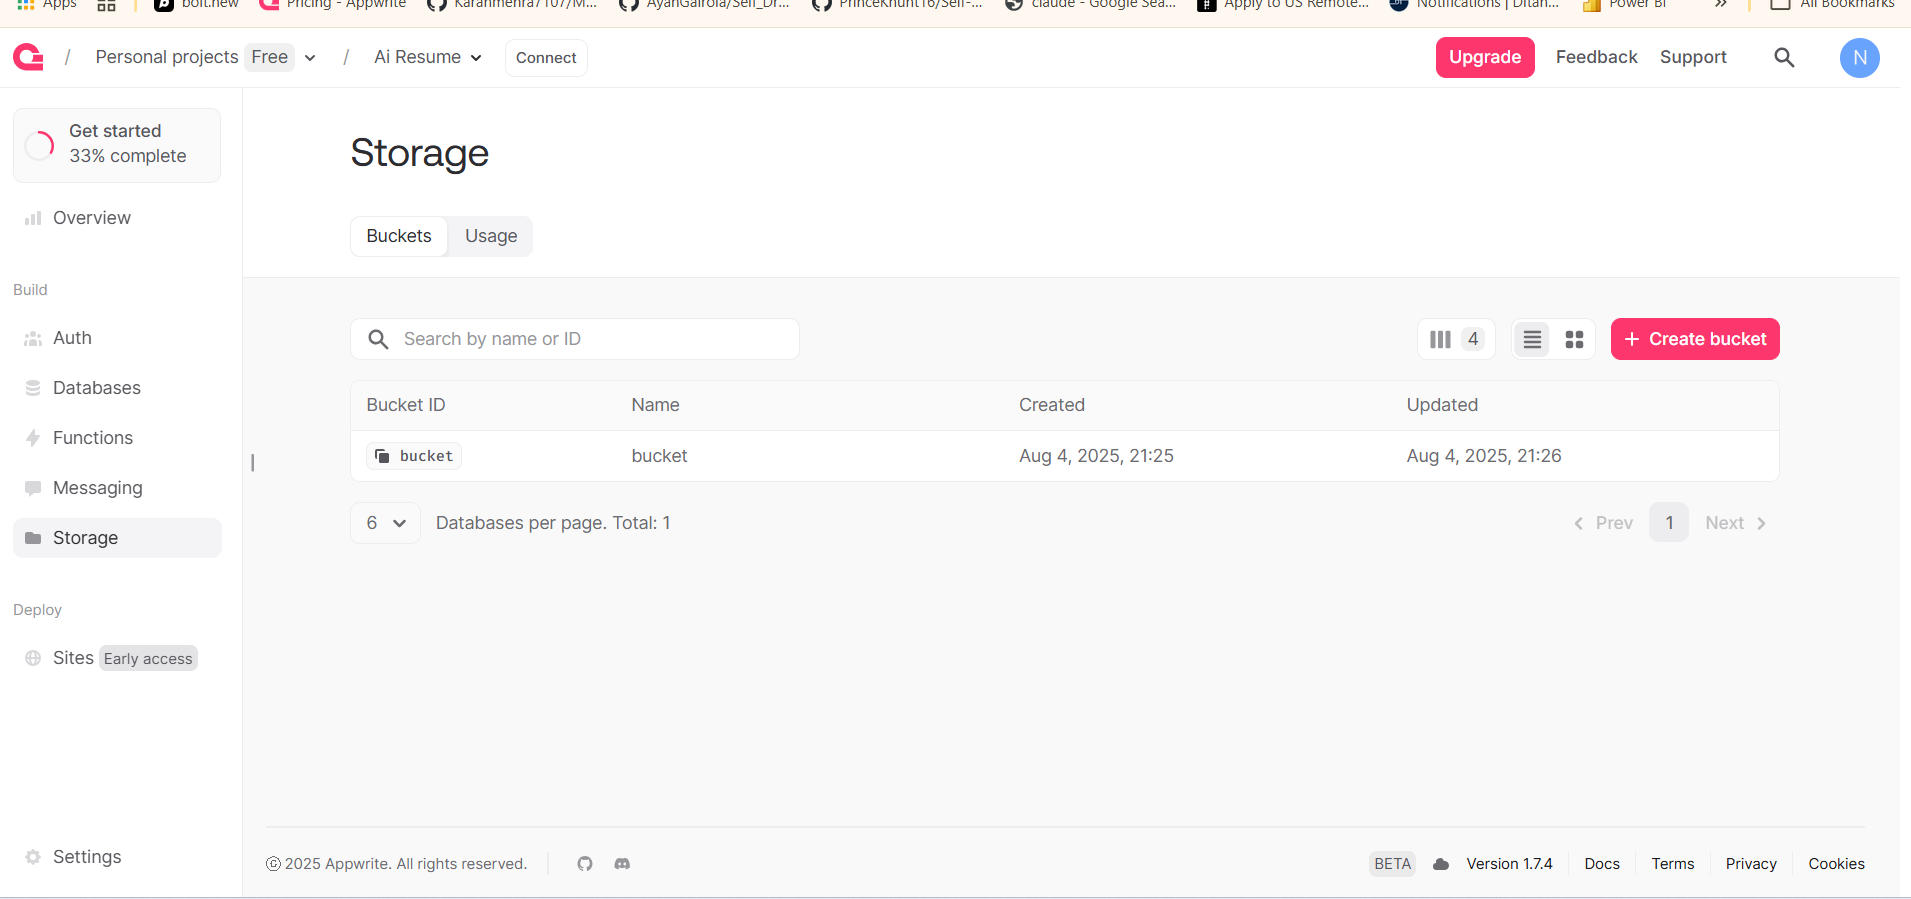 Apps bolt.new Pricing - Appwrite Karanmehra7107/M... AyanGairola/Self_Dr... PrinceKhunt16/Self-... claude - Google Sea... Apply to US Remote... Notifications | Ditan... Power BI » All Bookmarks
/ Personal projects Free / Ai Resume Connect Upgrade Feedback Support N
Get started
33% complete
Overview
Build
Auth
Databases
Functions
Messaging
Storage
Deploy
Sites Early access
Settings
Storage
Buckets Usage
Search by name or ID 4 + Create bucket
Bucket ID Name Created Updated
bucket bucket Aug 4, 2025, 21:25 Aug 4, 2025, 21:26
6 Databases per page. Total: 1 Prev 1 Next
© 2025 Appwrite. All rights reserved. BETA Version 1.7.4 Docs Terms Privacy Cookies